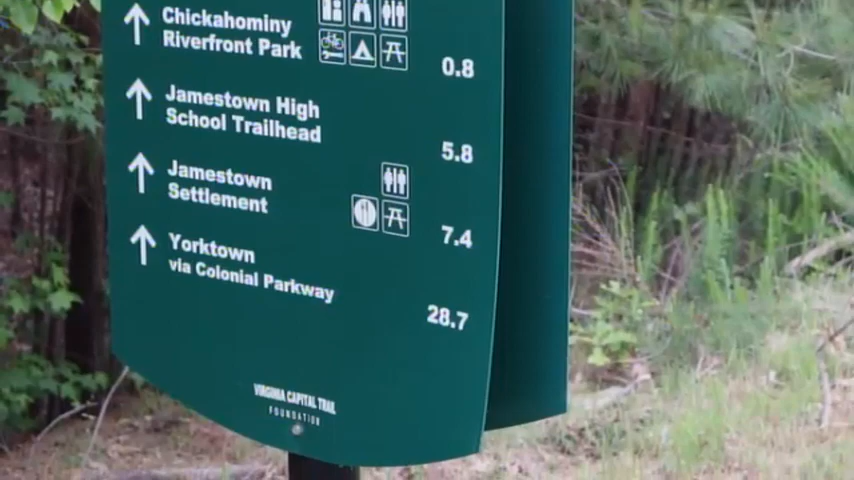 Chickahominy
Riverfront Park
0.8
Jamestown High
School Trailhead
5.8
Jamestown
Settlement
7.4
Yorktown
via Colonial Parkway
28.7
VIRGINIA CAPITAL TRAIL
FOUNDATION